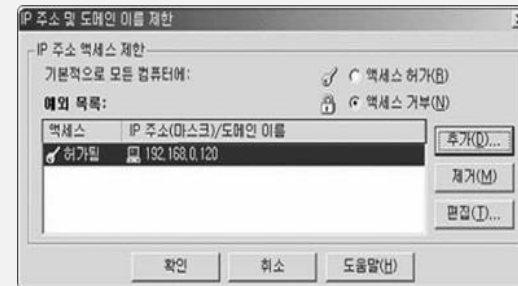 IP 주소 및 도메인 이름 제한
IP 주소 액세스 제한
기본적으로 모든 컴퓨터에:
액세스 허가(R)
예외 목록:
액세스 거부(N)
액세스
IP 주소(마스크)/도메인 이름
추가(D)...
허가됨
192,168,0,120
제거(M)
편집(T)...
확인
취소
도움말(H)